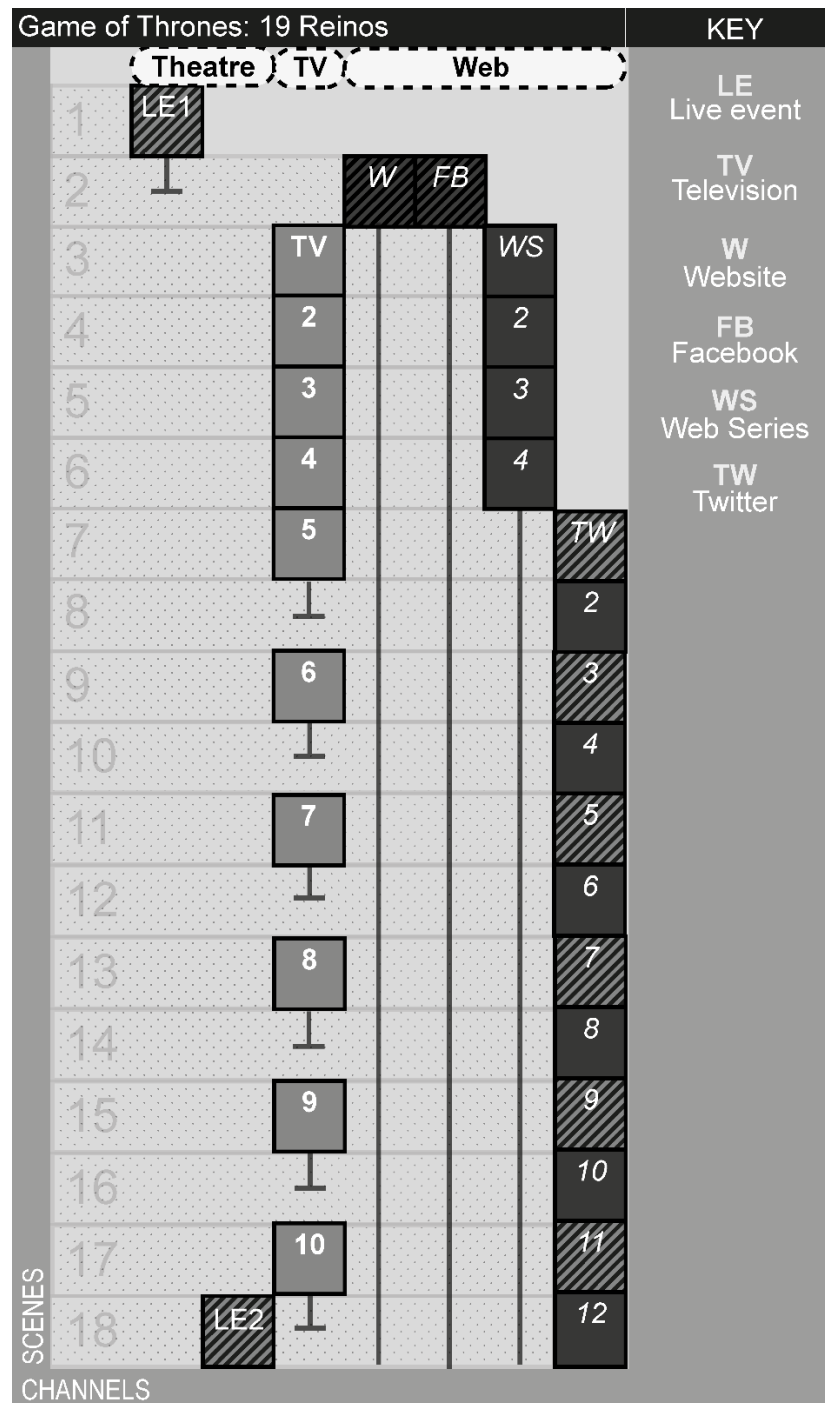 Game of Thrones: 19 Reinos
KEY
Theatre TV Web
LE
Live event
TV
Television
W
Website
FB
Facebook
WS
Web Series
TW
Twitter
1 LE1
2 W FB
3 TV WS
4 2 2
5 3 3
6 4 4
7 5 TW
8 2
9 6 3
10 4
11 7 5
12 6
13 8 7
14 8
15 9 9
16 10
17 10 11
18 LE2 12
SCENES
CHANNELS